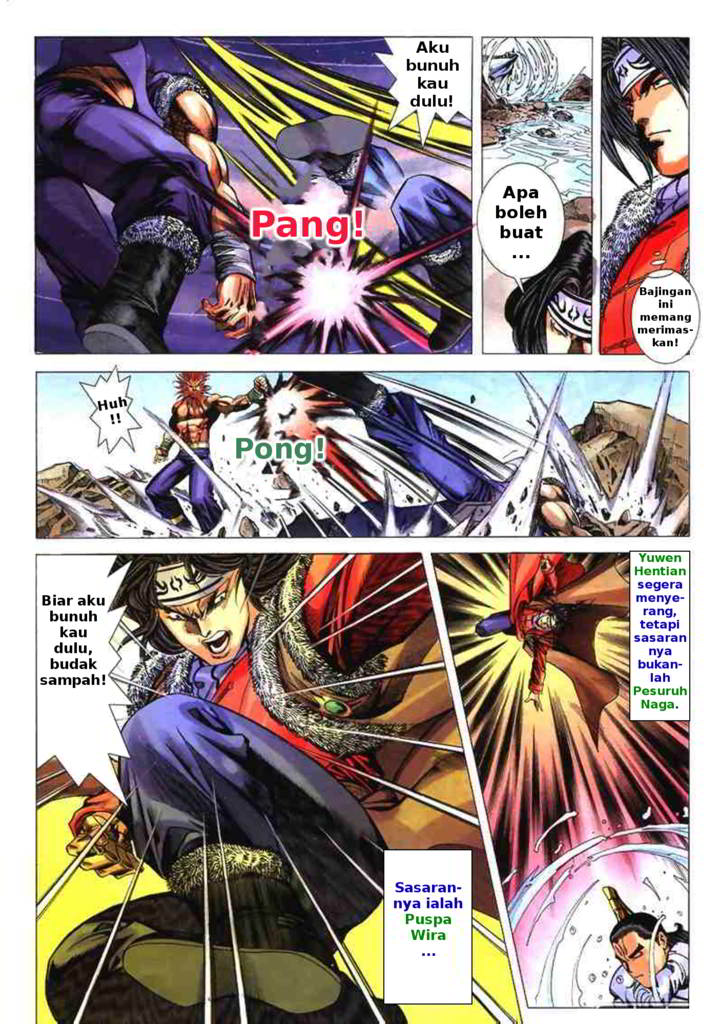 Aku
bunuh
kau
dulu!
Pang!
Apa
boleh
buat
...
Bajingan
ini
memang
merimas-
kan!
Huh
!!
Pong!
Biar aku
bunuh
kau
dulu,
budak
sampah!
Yuwen
Hentian
segera
menye-
rang,
tetapi
sasaran
nya
bukan-
lah
Pesuruh
Naga.
Sasaran-
nya ialah
Puspa
Wira
...